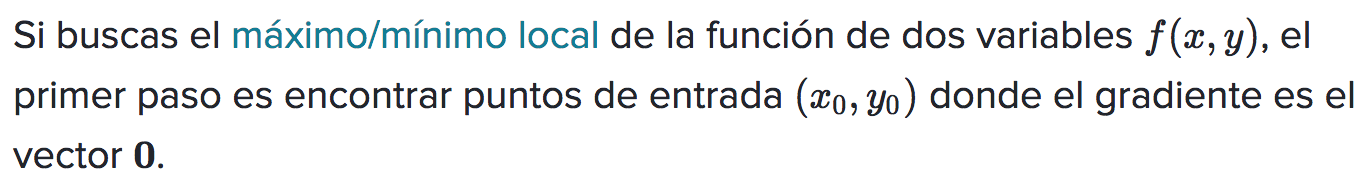 Si buscas el máximo/mínimo local de la función de dos variables f(x, y), el
primer paso es encontrar puntos de entrada (x₀, y₀) donde el gradiente es el
vector 0.